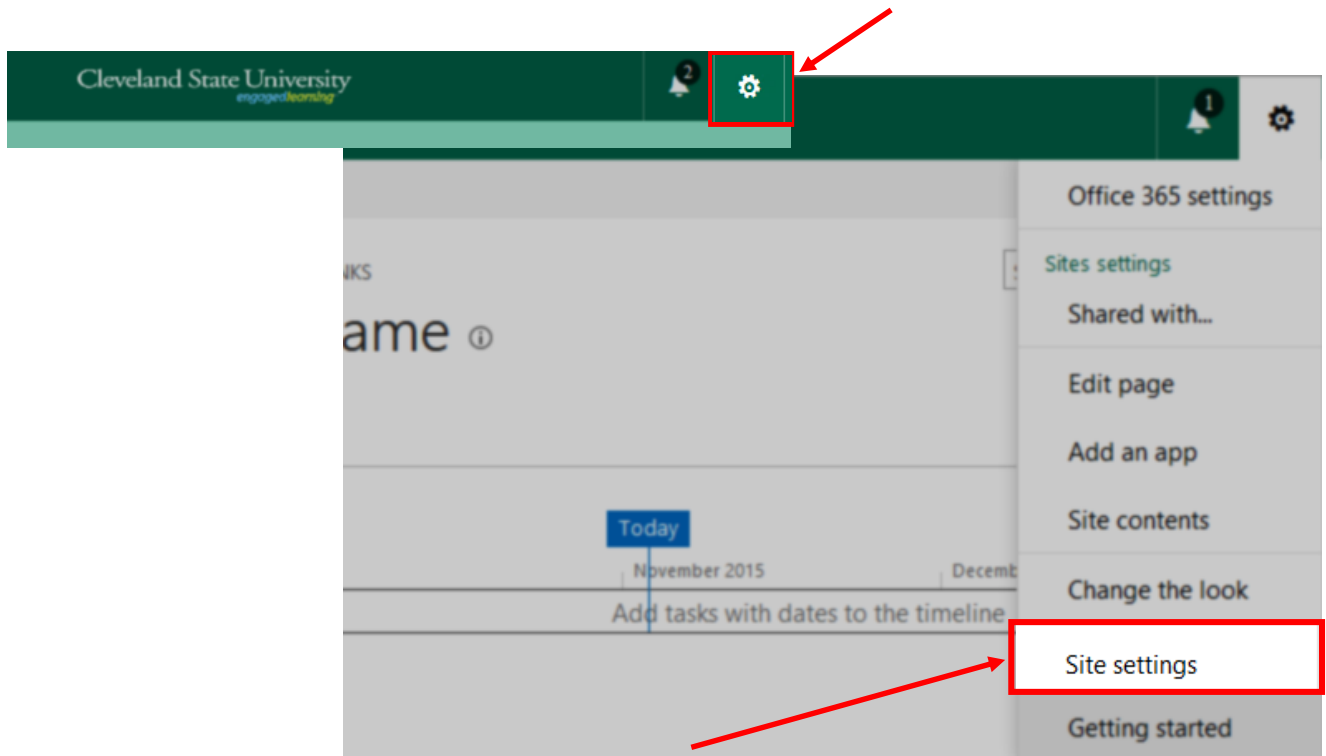 Cleveland State University
engagedlearning
2
1
Office 365 settings
Sites settings
Shared with...
Edit page
Add an app
Site contents
Change the look
Site settings
Getting started
ame
Today
November 2015
Add tasks with dates to the timeline